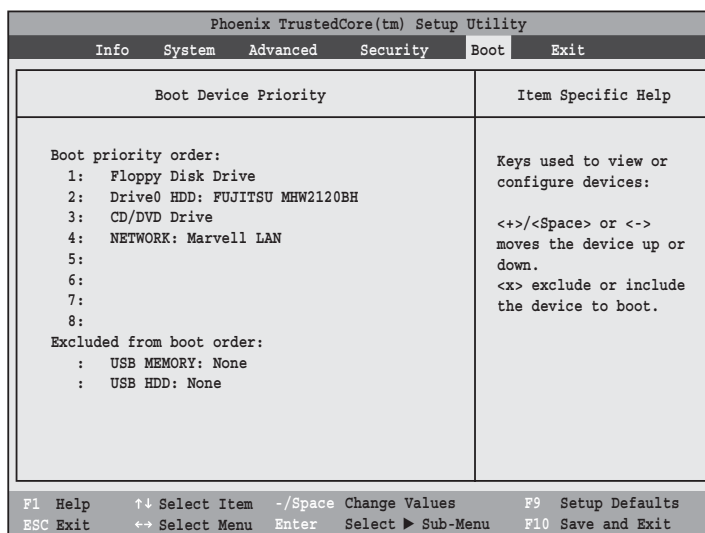 Phoenix TrustedCore(tm) Setup Utility
Info System Advanced Security Boot Exit
Boot Device Priority
Boot priority order:
1: Floppy Disk Drive
2: Drive0 HDD: FUJITSU MHW2120BH
3: CD/DVD Drive
4: NETWORK: Marvell LAN
5:
6:
7:
8:
Excluded from boot order:
: USB MEMORY: None
: USB HDD: None
Item Specific Help
Keys used to view or
configure devices:
<+>/<Space> or <->
moves the device up or
down.
<x> exclude or include
the device to boot.
F1 Help ↑↓ Select Item -/Space Change Values F9 Setup Defaults
ESC Exit ←→ Select Menu Enter Select ▶ Sub-Menu F10 Save and Exit